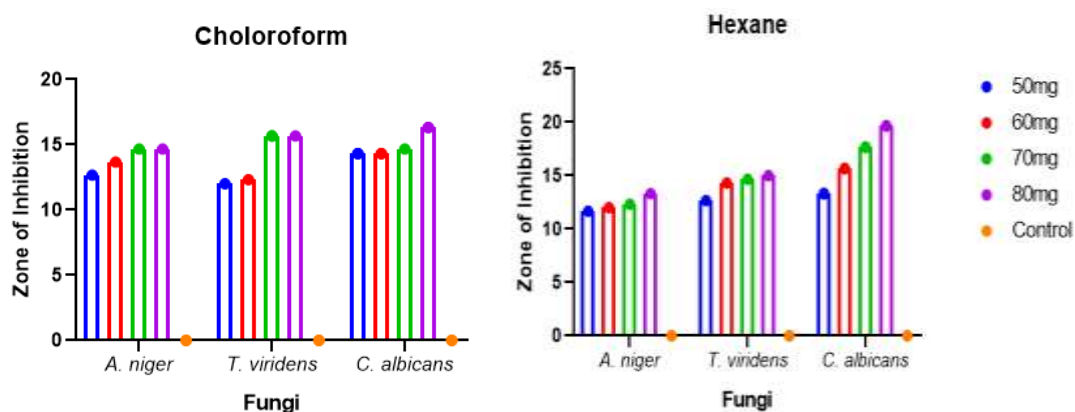 Choloroform
Zone of Inhibition
20
15
10
5
0
A. niger
T. viridens
C. albicans
Fungi
Hexane
Zone of Inhibition
25
20
15
10
5
0
A. niger
T. viridens
C. albicans
Fungi
50mg
60mg
70mg
80mg
Control